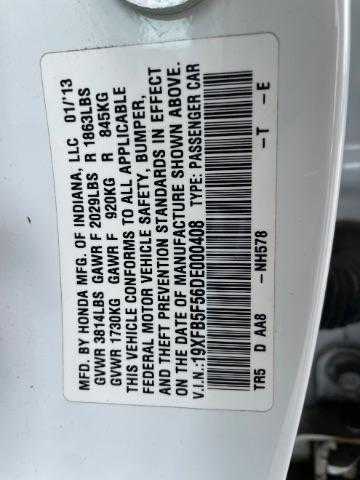 MFD. BY HONDA MFG. OF INDIANA, LLC 01/'13
GVWR 3814LBS GAWR F 2029LBS R 1863LBS
GVWR 1730KG GAWR F 920KG R 845KG
THIS VEHICLE CONFORMS TO ALL APPLICABLE
FEDERAL MOTOR VEHICLE SAFETY, BUMPER,
AND THEFT PREVENTION STANDARDS IN EFFECT
ON THE DATE OF MANUFACTURE SHOWN ABOVE.
V.I.N.:19XFB5F56DE000408 TYPE: PASSENGER CAR
TR5 D AA8 -NH578 -T -E